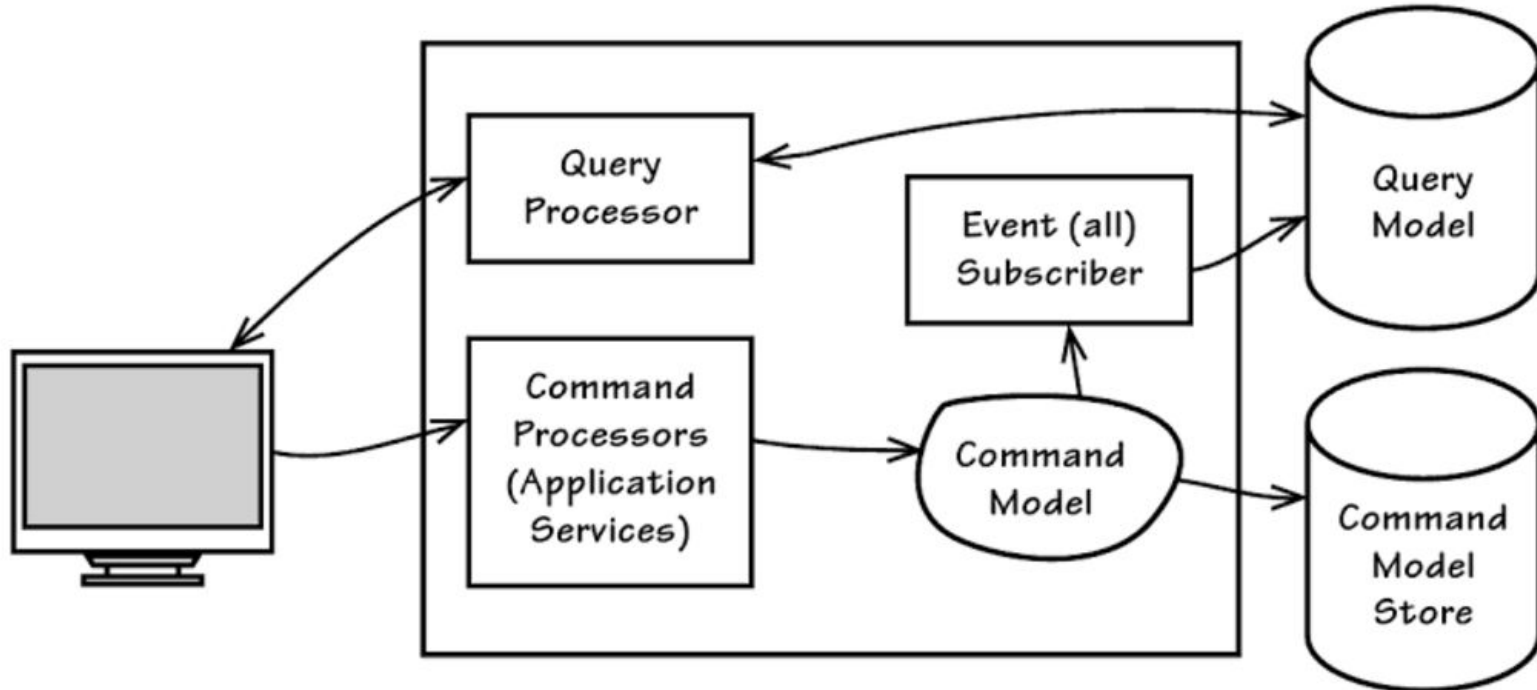 Query
Processor
Event (all)
Subscriber
Query
Model
Command
Processors
(Application
Services)
Command
Model
Command
Model
Store